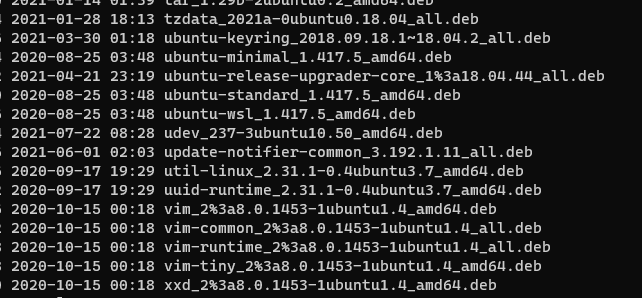 2021-01-14 01:59 tar_1.29b-2ubuntu0.2_amd64.deb
2021-01-28 18:13 tzdata_2021a-0ubuntu0.18.04_all.deb
2021-03-30 01:18 ubuntu-keyring_2018.09.18.1~18.04.2_all.deb
2020-08-25 03:48 ubuntu-minimal_1.417.5_amd64.deb
2021-04-21 23:19 ubuntu-release-upgrader-core_1%3a18.04.44_all.deb
2020-08-25 03:48 ubuntu-standard_1.417.5_amd64.deb
2020-08-25 03:48 ubuntu-wsl_1.417.5_amd64.deb
2021-07-22 08:28 udev_237-3ubuntu10.50_amd64.deb
2021-06-01 02:03 update-notifier-common_3.192.1.11_all.deb
2020-09-17 19:29 util-linux_2.31.1-0.4ubuntu3.7_amd64.deb
2020-09-17 19:29 uuid-runtime_2.31.1-0.4ubuntu3.7_amd64.deb
2020-10-15 00:18 vim_2%3a8.0.1453-1ubuntu1.4_amd64.deb
2020-10-15 00:18 vim-common_2%3a8.0.1453-1ubuntu1.4_all.deb
2020-10-15 00:18 vim-runtime_2%3a8.0.1453-1ubuntu1.4_all.deb
2020-10-15 00:18 vim-tiny_2%3a8.0.1453-1ubuntu1.4_amd64.deb
2020-10-15 00:18 xxd_2%3a8.0.1453-1ubuntu1.4_amd64.deb